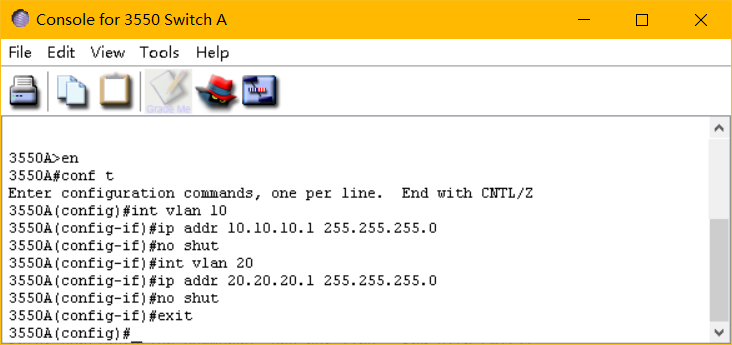 Console for 3550 Switch A
File Edit View Tools Help
Grade Me
3550A>en
3550A#conf t
Enter configuration commands, one per line.  End with CNTL/Z
3550A(config)#int vlan 10
3550A(config-if)#ip addr 10.10.10.1 255.255.255.0
3550A(config-if)#no shut
3550A(config-if)#int vlan 20
3550A(config-if)#ip addr 20.20.20.1 255.255.255.0
3550A(config-if)#no shut
3550A(config-if)#exit
3550A(config)#_